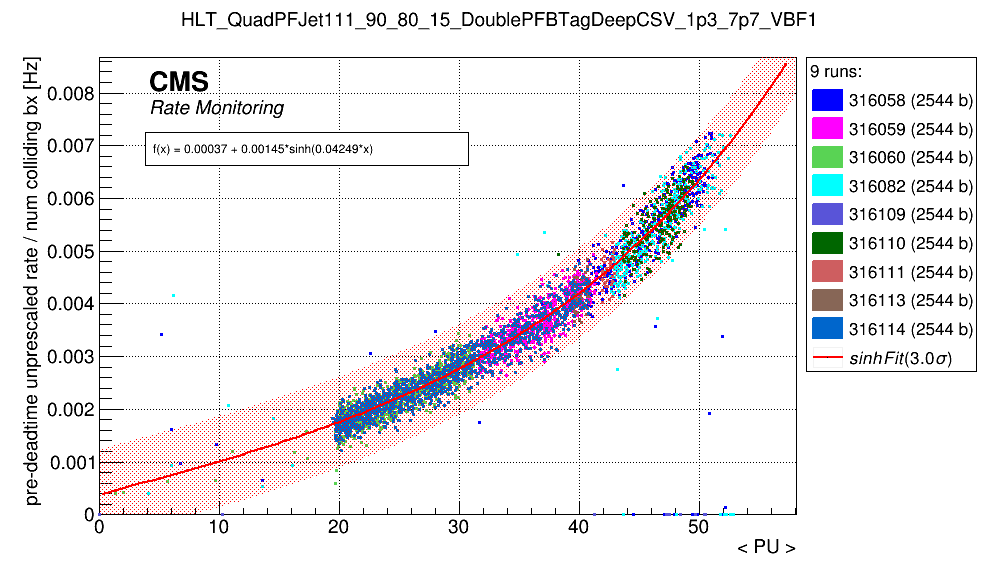 HLT_QuadPFJet111_90_80_15_DoublePFBTagDeepCSV_1p3_7p7_VBF1
pre-deadtime unprescaled rate / num colliding bx [Hz]
CMS
Rate Monitoring
f(x) = 0.00037 + 0.00145*sinh(0.04249*x)
0.008
0.007
0.006
0.005
0.004
0.003
0.002
0.001
0
0 10 20 30 40 50
< PU >
9 runs:
316058 (2544 b)
316059 (2544 b)
316060 (2544 b)
316082 (2544 b)
316109 (2544 b)
316110 (2544 b)
316111 (2544 b)
316113 (2544 b)
316114 (2544 b)
sinhFit(3.0σ)